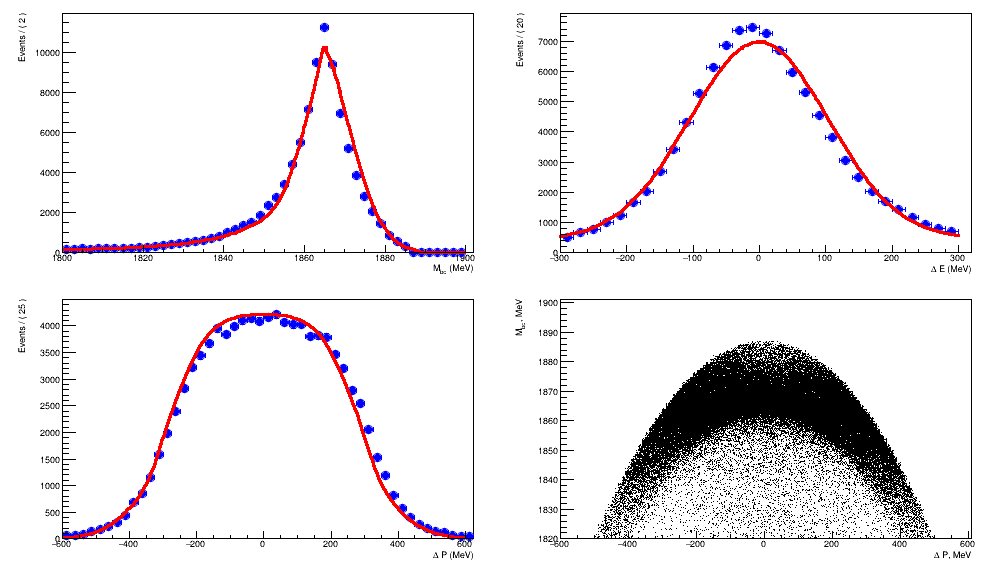 Events / ( 2 )
10000
8000
6000
4000
2000
0
1800 1820 1840 1860 1880 1900
M_bc (MeV)
Events / ( 20 )
7000
6000
5000
4000
3000
2000
1000
0
-300 -200 -100 0 100 200 300
Δ E (MeV)
Events / ( 25 )
4000
3500
3000
2500
2000
1500
1000
500
0
-600 -400 -200 0 200 400 600
Δ P (MeV)
M_bc, MeV
1900
1890
1880
1870
1860
1850
1840
1830
1820
-600 -400 -200 0 200 400 600
Δ P, MeV